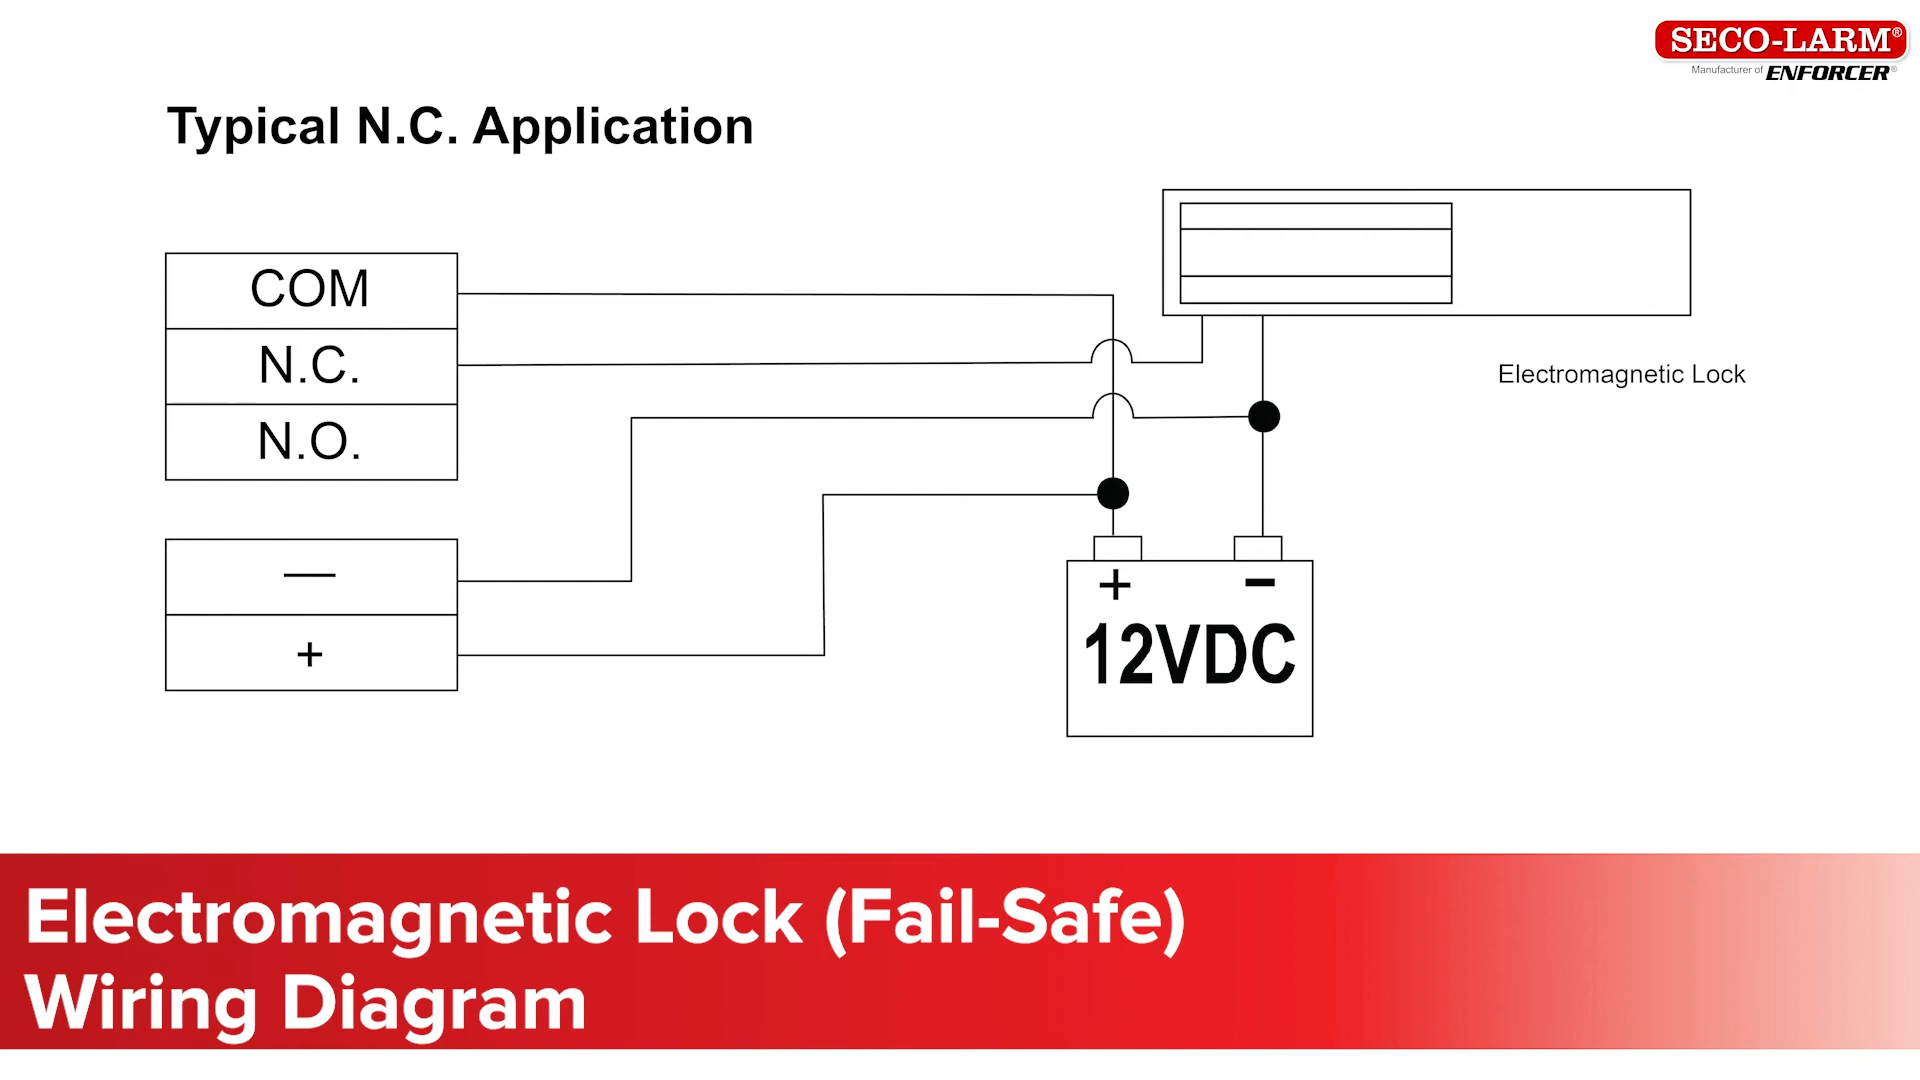 SECO-LARM®
Manufacturer of ENFORCER®
Typical N.C. Application
COM
N.C.
N.O.
Electromagnetic Lock
—
+
+ −
12VDC
Electromagnetic Lock (Fail-Safe)
Wiring Diagram